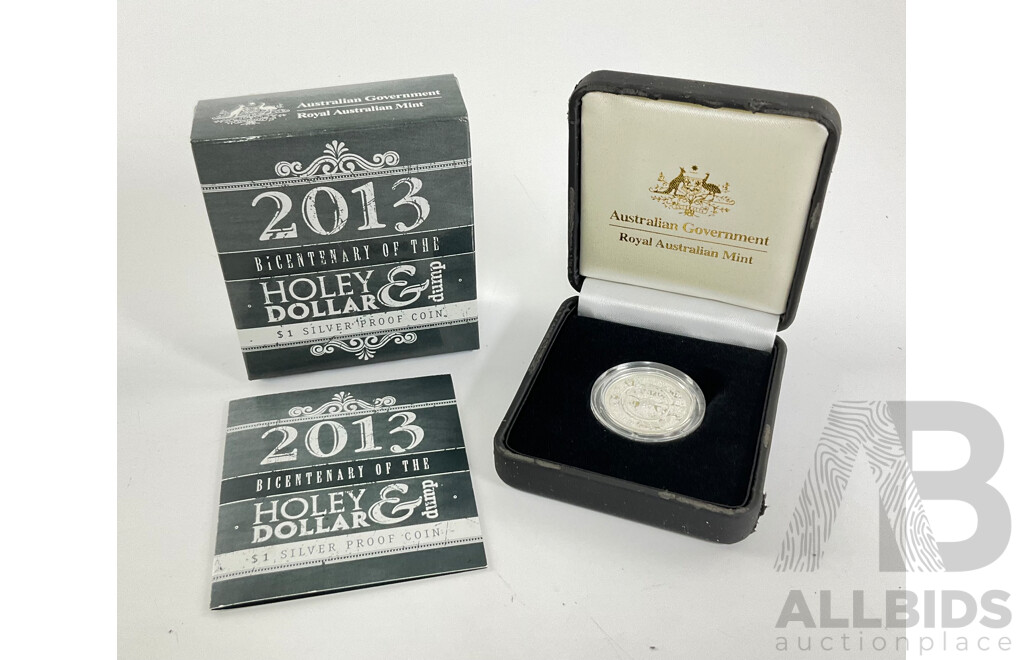 Australian Government
Royal Australian Mint
2013
BiCENTENARY OF THE
HOLEY
DOLLAR & dump
$1 SILVER PROOF COIN
2013
BICENTENARY OF THE
HOLEY
DOLLAR & dump
$1 SILVER PROOF COIN
Australian Government
Royal Australian Mint
AB
ALLBIDS
auctionplace